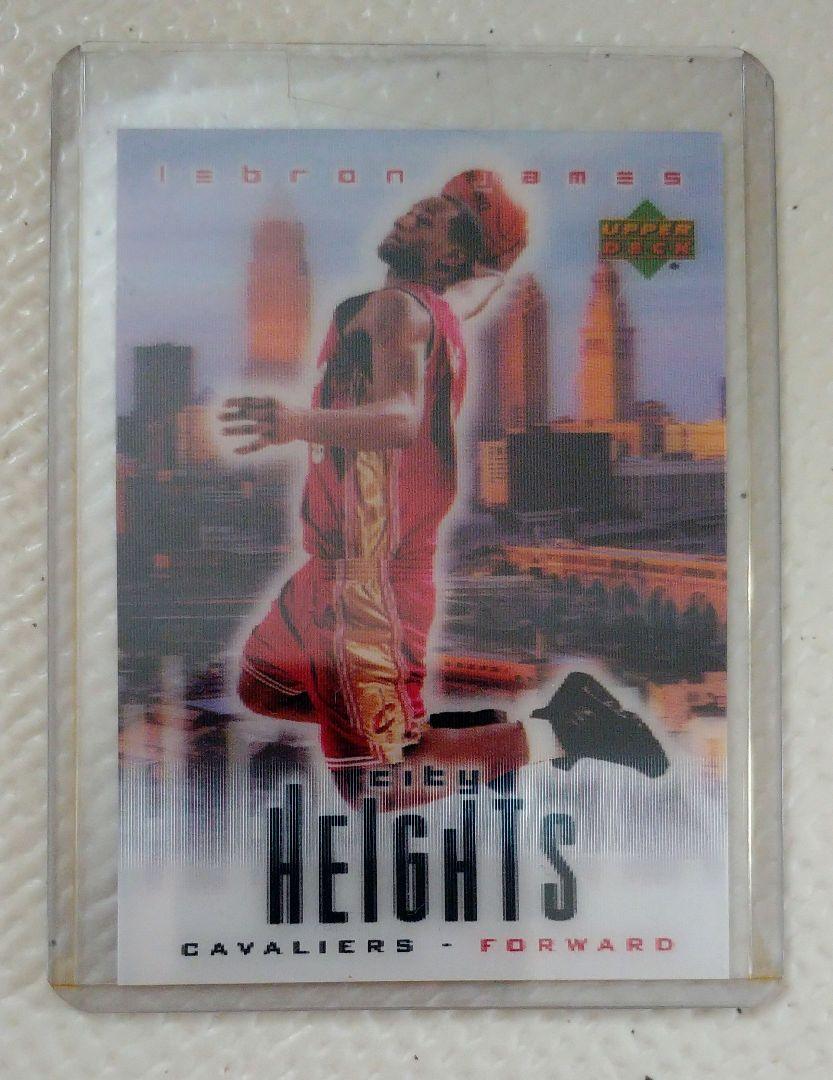 lebron james
UPPER
DECK
city
HEIGHTS
CAVALIERS - FORWARD